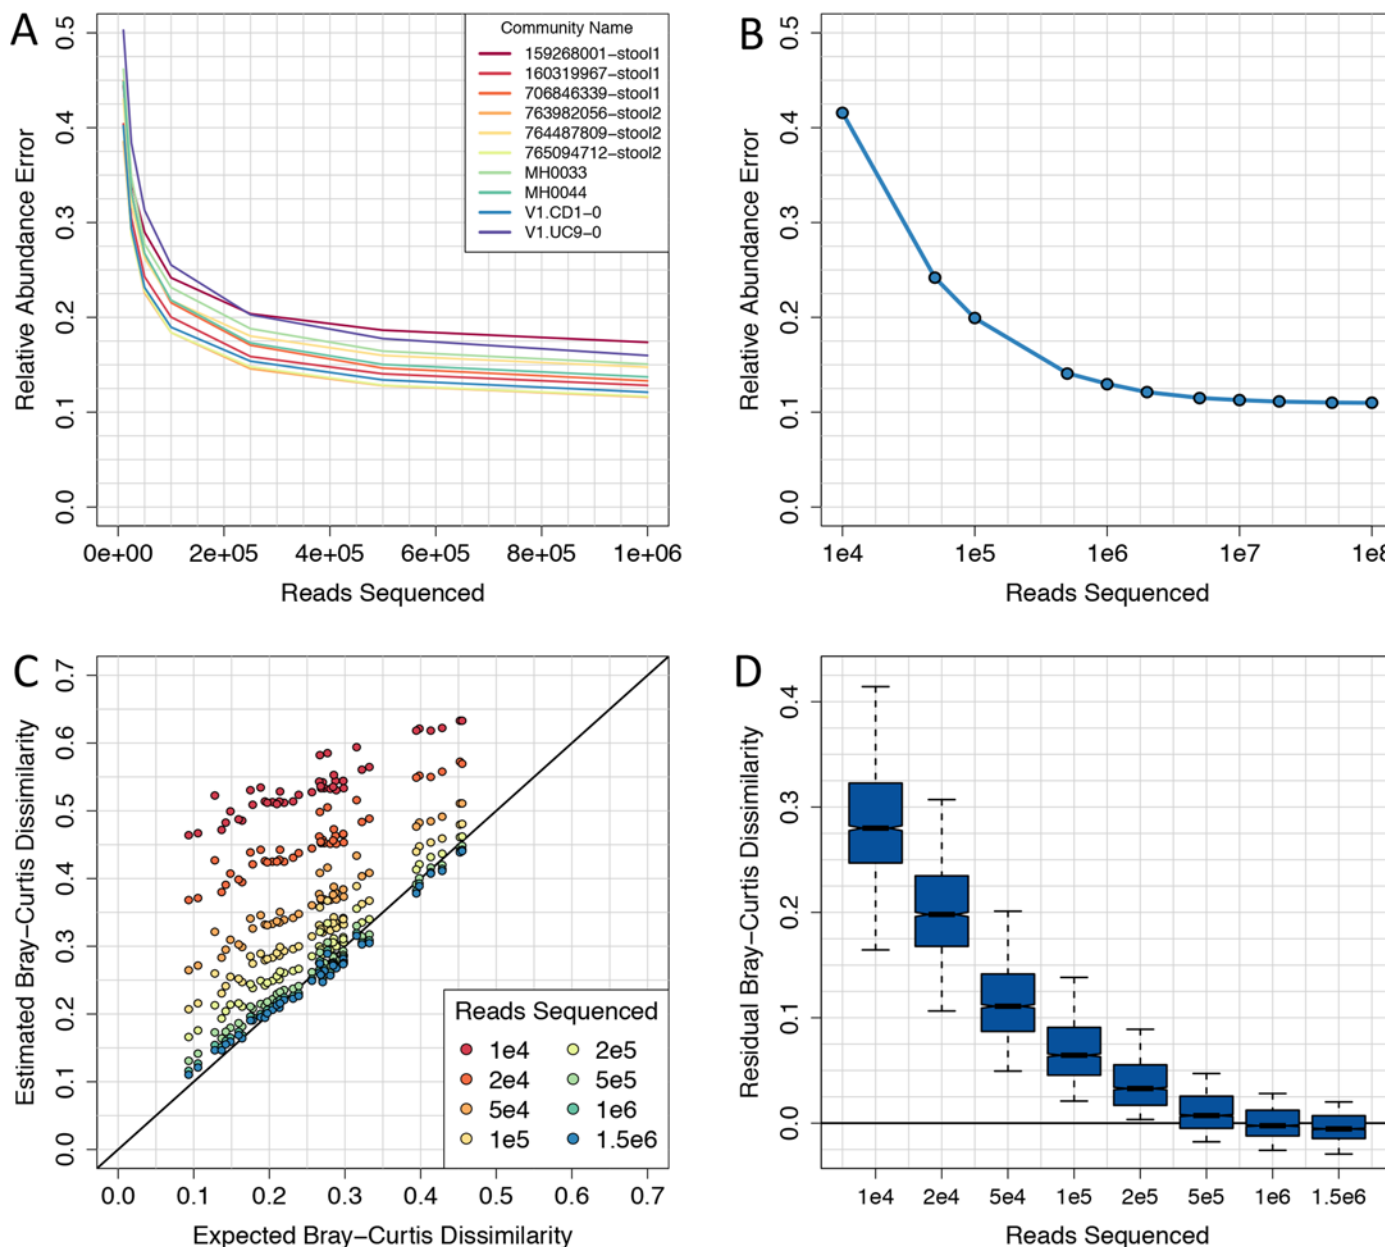 A
Relative Abundance Error
0.0
0.1
0.2
0.3
0.4
0.5
Community Name
159268001−stool1
160319967−stool1
706846339−stool1
763982056−stool2
764487809−stool2
765094712−stool2
MH0033
MH0044
V1.CD1−0
V1.UC9−0
0e+00 2e+05 4e+05 6e+05 8e+05 1e+06
Reads Sequenced
B
Relative Abundance Error
0.0
0.1
0.2
0.3
0.4
0.5
1e4 1e5 1e6 1e7 1e8
Reads Sequenced
C
Estimated Bray−Curtis Dissimilarity
0.0
0.1
0.2
0.3
0.4
0.5
0.6
0.7
Reads Sequenced
1e4 2e5
2e4 5e5
5e4 1e6
1e5 1.5e6
0.0 0.1 0.2 0.3 0.4 0.5 0.6 0.7
Expected Bray−Curtis Dissimilarity
D
Residual Bray−Curtis Dissimilarity
0.0
0.1
0.2
0.3
0.4
1e4 2e4 5e4 1e5 2e5 5e5 1e6 1.5e6
Reads Sequenced